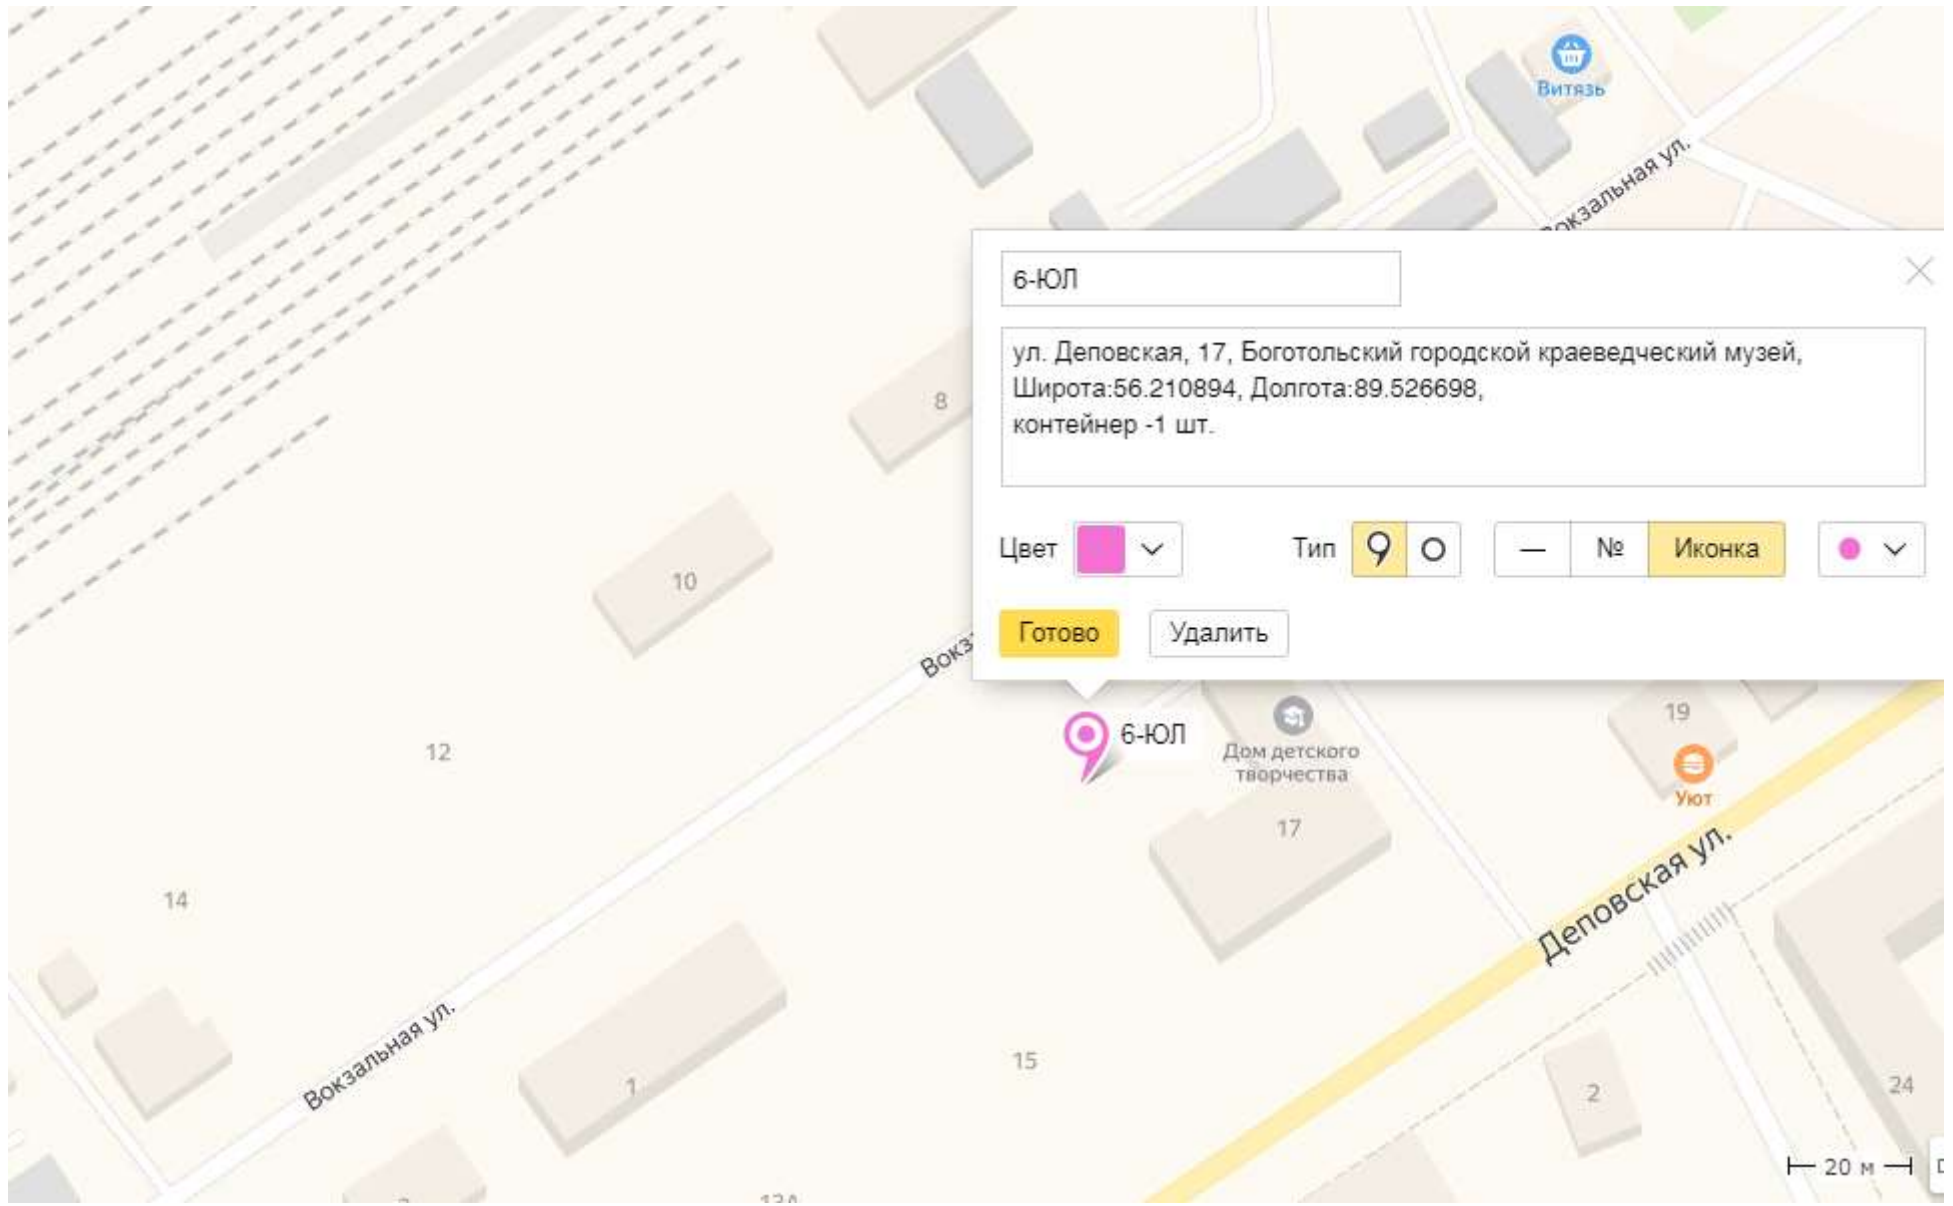 Витязь
Вокзальная ул.
6-ЮЛ
ул. Деповская, 17, Боготольский городской краеведческий музей,
Широта:56.210894, Долгота:89.526698,
контейнер -1 шт.
8
Цвет
Тип
—
№
Иконка
10
Готово
Удалить
Вокз
6-ЮЛ
Дом детского
творчества
19
Уют
12
17
14
Деповская ул.
Вокзальная ул.
1
15
2
24
20 м
13А